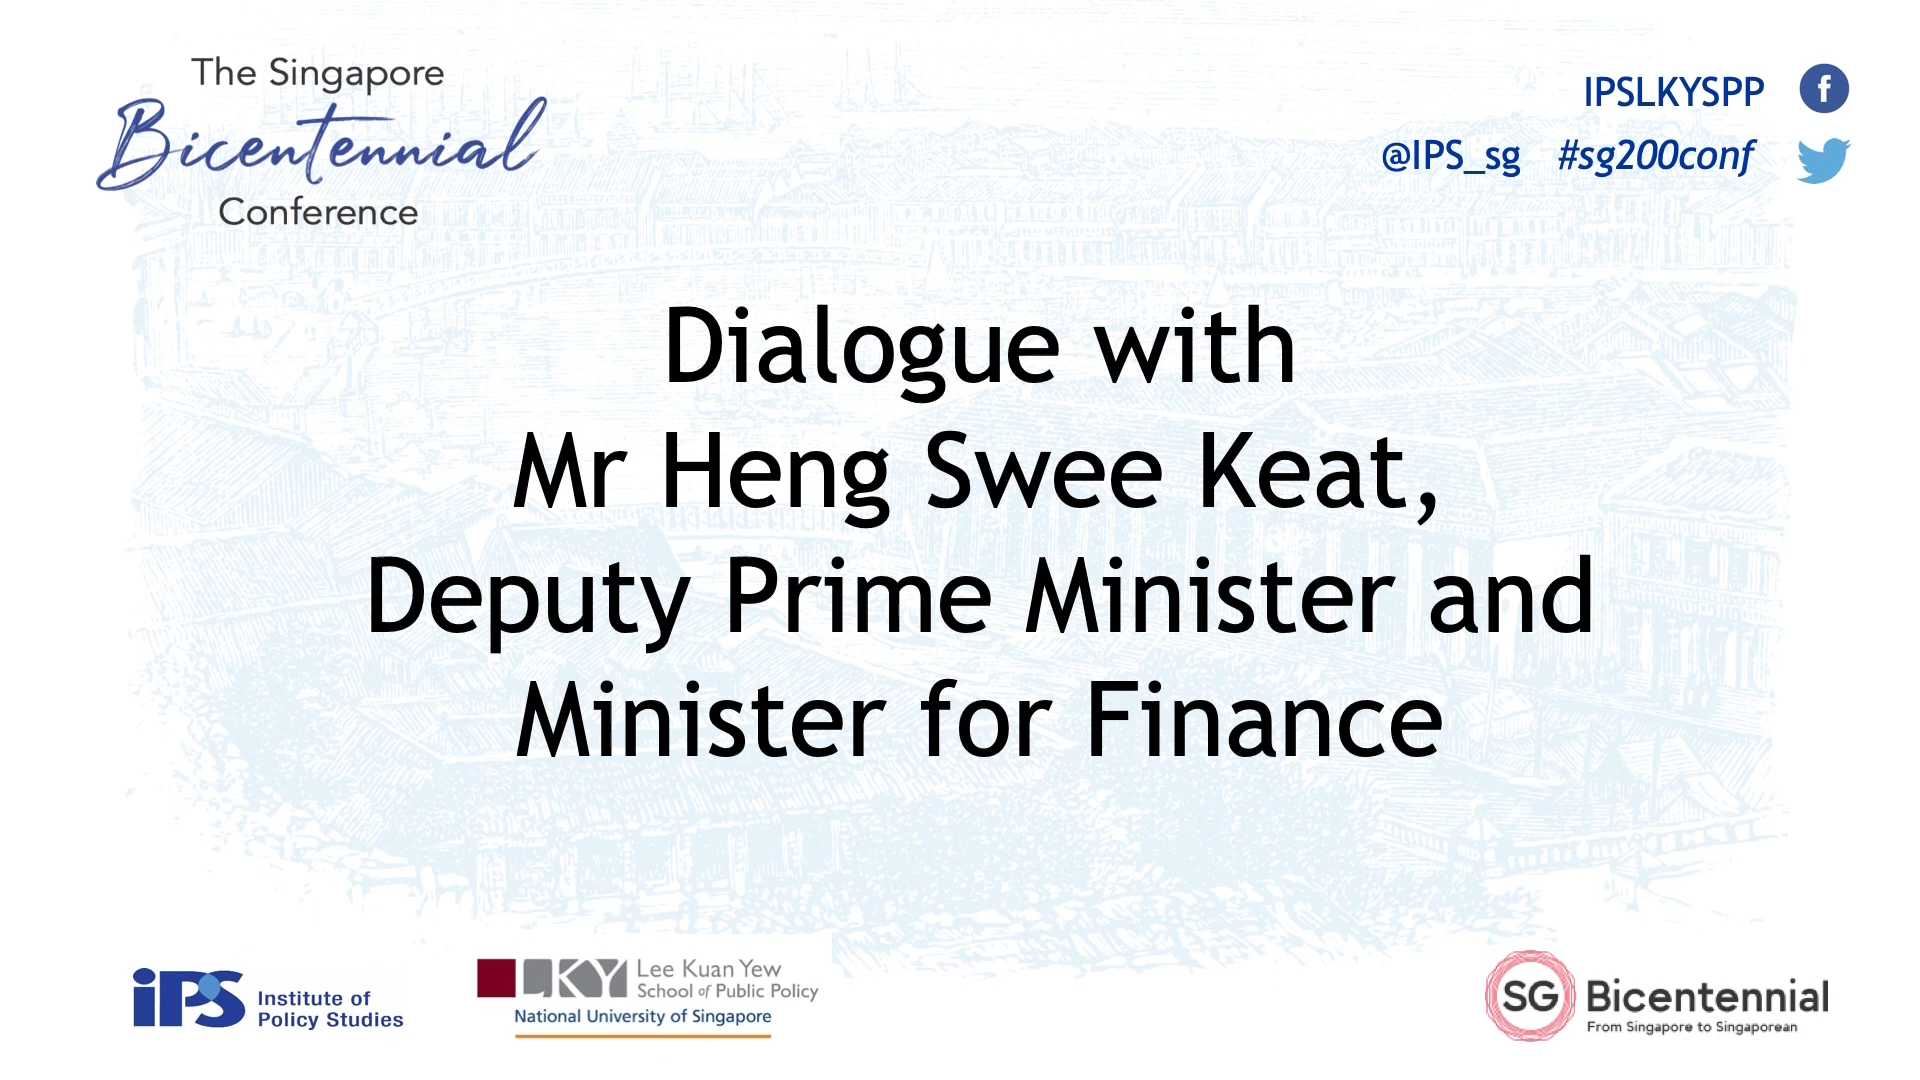 The Singapore
Bicentennial
Conference
IPSLKYSPP
@IPS_sg #sg200conf
Dialogue with
Mr Heng Swee Keat,
Deputy Prime Minister and
Minister for Finance
iPS Institute of
Policy Studies
LKY Lee Kuan Yew
School of Public Policy
National University of Singapore
SG Bicentennial
From Singapore to Singaporean